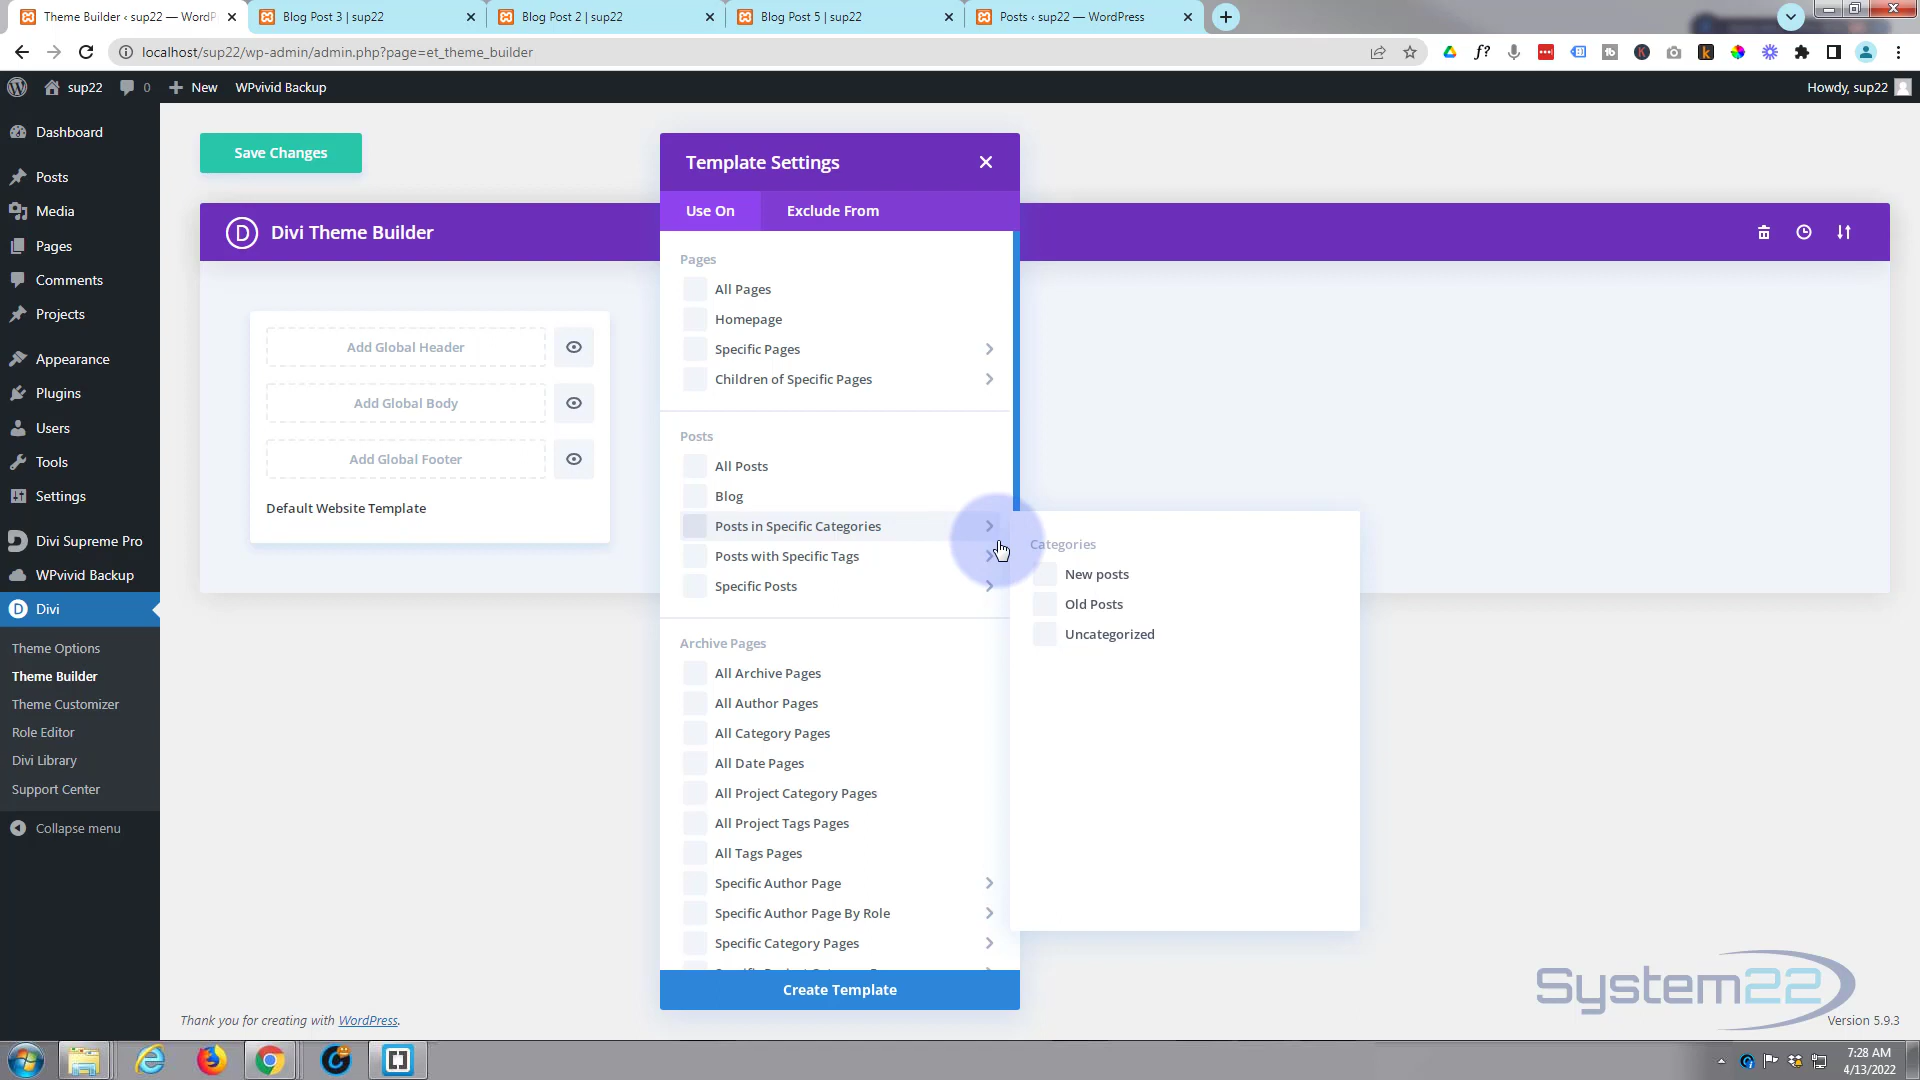 Theme Builder ‹ sup22 — WordP
Blog Post 3 | sup22
Blog Post 2 | sup22
Blog Post 5 | sup22
Posts ‹ sup22 — WordPress
localhost/sup22/wp-admin/admin.php?page=et_theme_builder
sup22
0
New
WPvivid Backup
Howdy, sup22
Dashboard
Posts
Media
Pages
Comments
Projects
Appearance
Plugins
Users
Tools
Settings
Divi Supreme Pro
WPvivid Backup
Divi
Theme Options
Theme Builder
Theme Customizer
Role Editor
Divi Library
Support Center
Collapse menu
Save Changes
Divi Theme Builder
Add Global Header
Add Global Body
Add Global Footer
Default Website Template
Template Settings
Use On
Exclude From
Pages
All Pages
Homepage
Specific Pages
Children of Specific Pages
Posts
All Posts
Blog
Posts in Specific Categories
Posts with Specific Tags
Specific Posts
Archive Pages
All Archive Pages
All Author Pages
All Category Pages
All Date Pages
All Project Category Pages
All Project Tags Pages
All Tags Pages
Specific Author Page
Specific Author Page By Role
Specific Category Pages
Create Template
Categories
New posts
Old Posts
Uncategorized
System22
Thank you for creating with WordPress.
Version 5.9.3
7:28 AM
4/13/2022